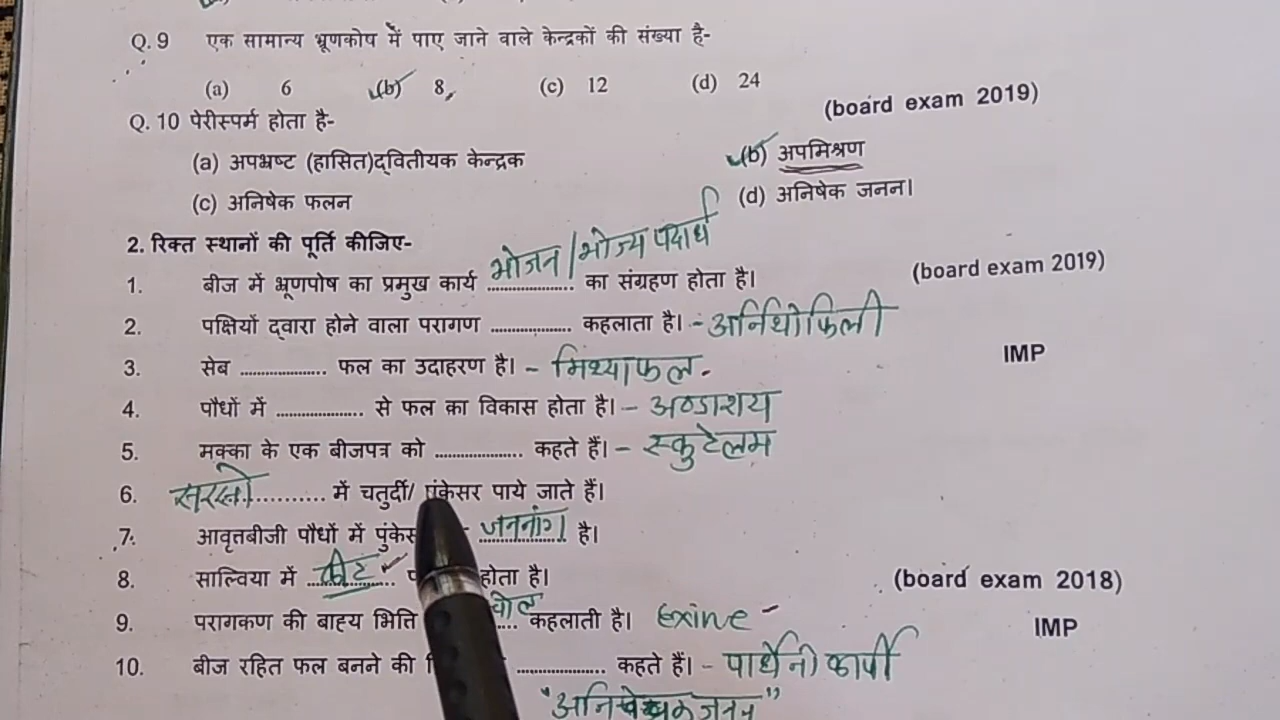 Q. 9 एक सामान्य भ्रूणकोष में पाए जाने वाले केन्द्रकों की संख्या है-
(a) 6 (b) 8 (c) 12 (d) 24
(board exam 2019)
Q. 10 पेरीस्पर्म होता है-
(a) अपभ्रष्ट (हासित)द्वितीयक केन्द्रक (b) अपमिश्रण
(c) अनिषेक फलन (d) अनिषेक जनन।
2. रिक्त स्थानों की पूर्ति कीजिए-
भोजन/भोज्य पदार्थ
1. बीज में भ्रूणपोष का प्रमुख कार्य .................. का संग्रहण होता है। (board exam 2019)
2. पक्षियों द्वारा होने वाला परागण .................. कहलाता है। - अर्निथोफिली
3. सेब .................. फल का उदाहरण है। - मिथ्याफल. IMP
4. पौधों में .................. से फल का विकास होता है। - अण्डाशय
5. मक्का के एक बीजपत्र को .................. कहते हैं। - स्कुटेलम
6. सरसो........... में चतुर्दी/ पुंकेसर पाये जाते हैं।
7. आवृत्तबीजी पौधों में पुंकेस जननांग है।
8. साल्विया में कीट होता है। (board exam 2018)
9. परागकण की बाह्य भित्ति .... कहलाती है। Exine - IMP
10. बीज रहित फल बनने की .................. कहते हैं। - पार्थेनोकार्पी